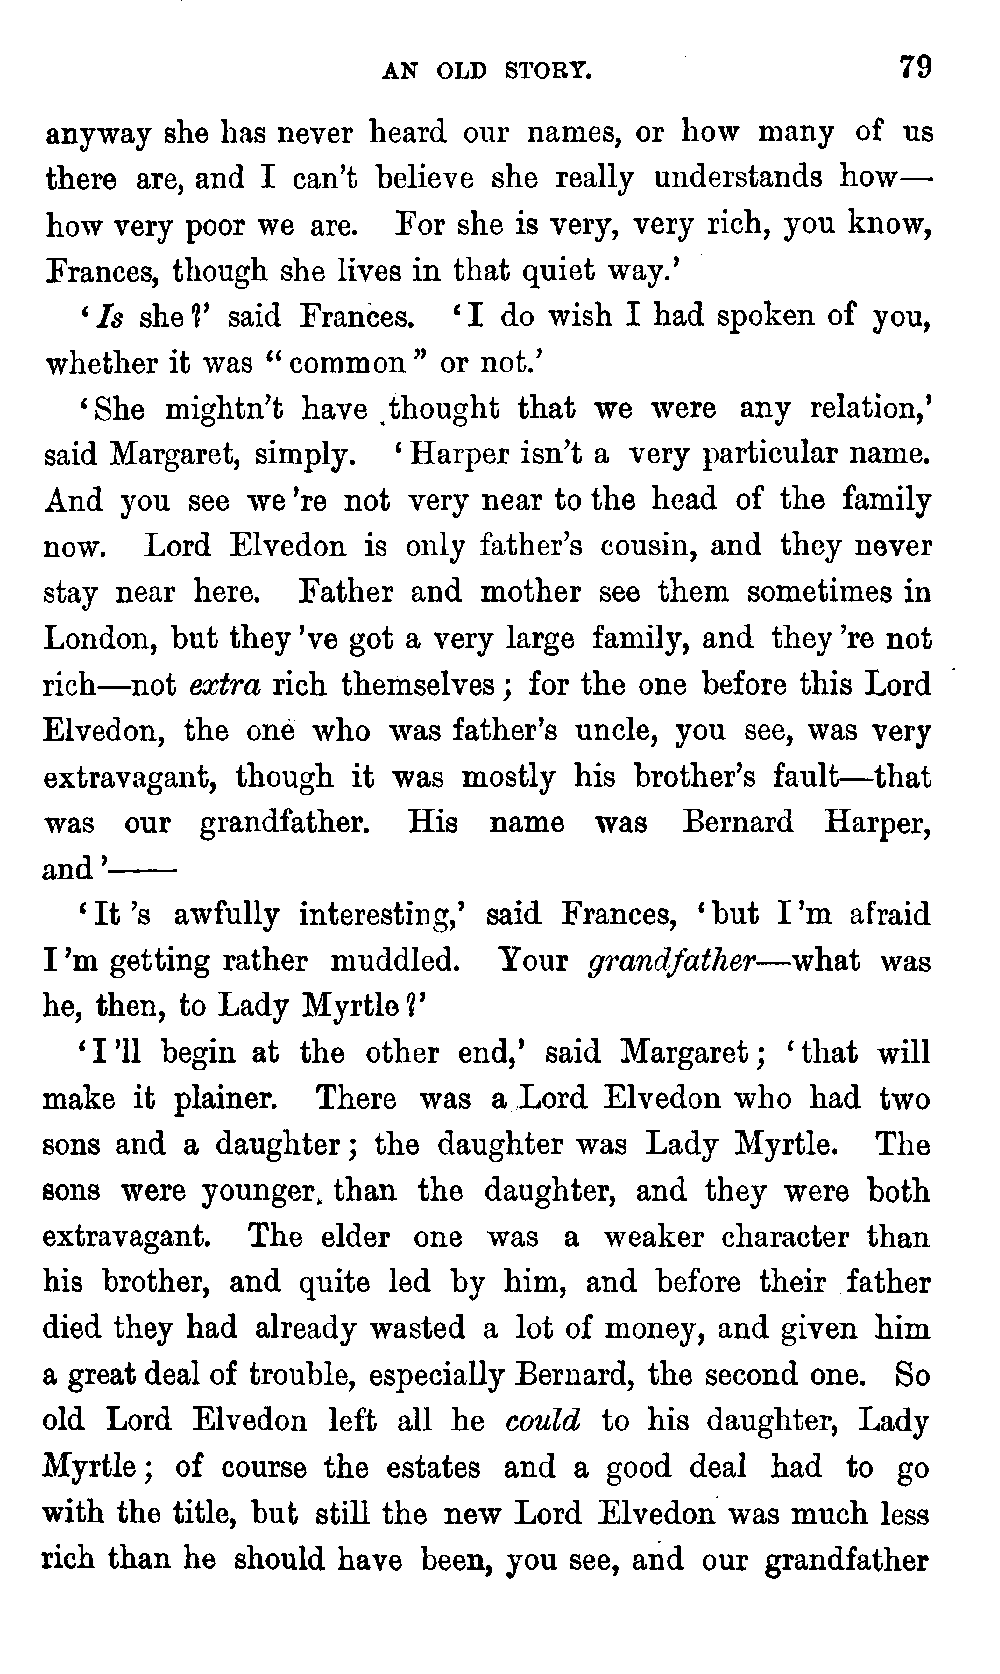 AN OLD STORY. 79
anyway she has never heard our names, or how many of us
there are, and I can't believe she really understands how—
how very poor we are. For she is very, very rich, you know,
Frances, though she lives in that quiet way.'
'Is she?' said Frances. 'I do wish I had spoken of you,
whether it was "common" or not.'
'She mightn't have thought that we were any relation,'
said Margaret, simply. 'Harper isn't a very particular name.
And you see we 're not very near to the head of the family
now. Lord Elvedon is only father's cousin, and they never
stay near here. Father and mother see them sometimes in
London, but they 've got a very large family, and they 're not
rich—not extra rich themselves; for the one before this Lord
Elvedon, the one who was father's uncle, you see, was very
extravagant, though it was mostly his brother's fault—that
was our grandfather. His name was Bernard Harper,
and'——
'It 's awfully interesting,' said Frances, 'but I 'm afraid
I 'm getting rather muddled. Your grandfather—what was
he, then, to Lady Myrtle?'
'I 'll begin at the other end,' said Margaret; 'that will
make it plainer. There was a Lord Elvedon who had two
sons and a daughter; the daughter was Lady Myrtle. The
sons were younger than the daughter, and they were both
extravagant. The elder one was a weaker character than
his brother, and quite led by him, and before their father
died they had already wasted a lot of money, and given him
a great deal of trouble, especially Bernard, the second one. So
old Lord Elvedon left all he could to his daughter, Lady
Myrtle; of course the estates and a good deal had to go
with the title, but still the new Lord Elvedon was much less
rich than he should have been, you see, and our grandfather